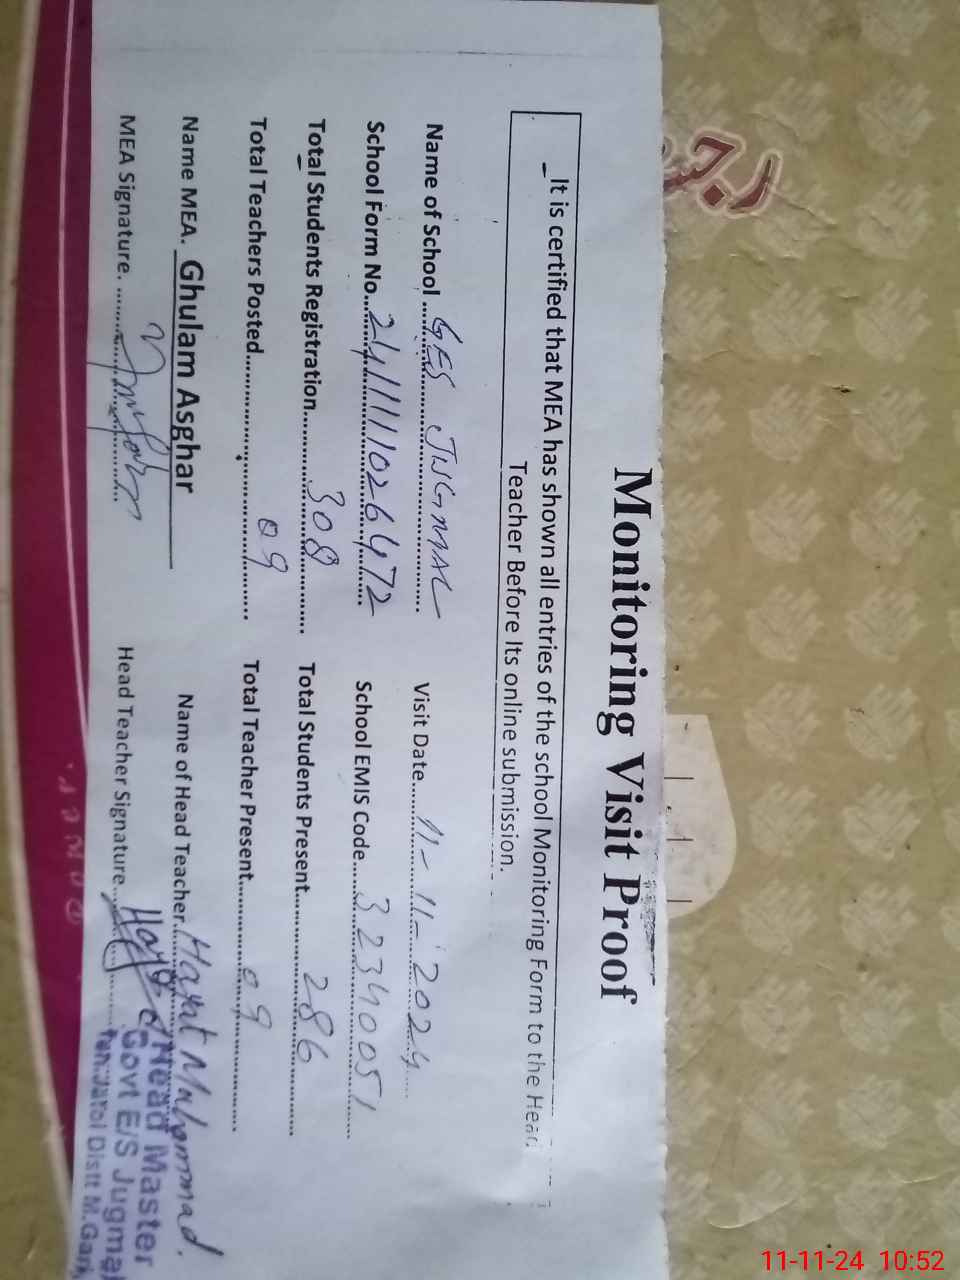 Monitoring Visit Proof
It is certified that MEA has shown all entries of the school Monitoring Form to the Head
Teacher Before Its online submission.
Name of School ........ GES JNGMAL ........ Visit Date........ 11-11-2024 ........
School Form No........ ........ School EMIS Code........ 32340051 ........
Total Students Registration........ 308 ........ Total Students Present........ 286 ........
Total Teachers Posted........ 09 ........ Total Teacher Present........ 09 ........
Name MEA. Ghulam Asghar Name of Head Teacher........ Hayat Muhammad.
MEA Signature. ........ Head Teacher Signature........
Head Master
Govt E/S Jugmal
Distt M.Garh
11-11-24 10:52